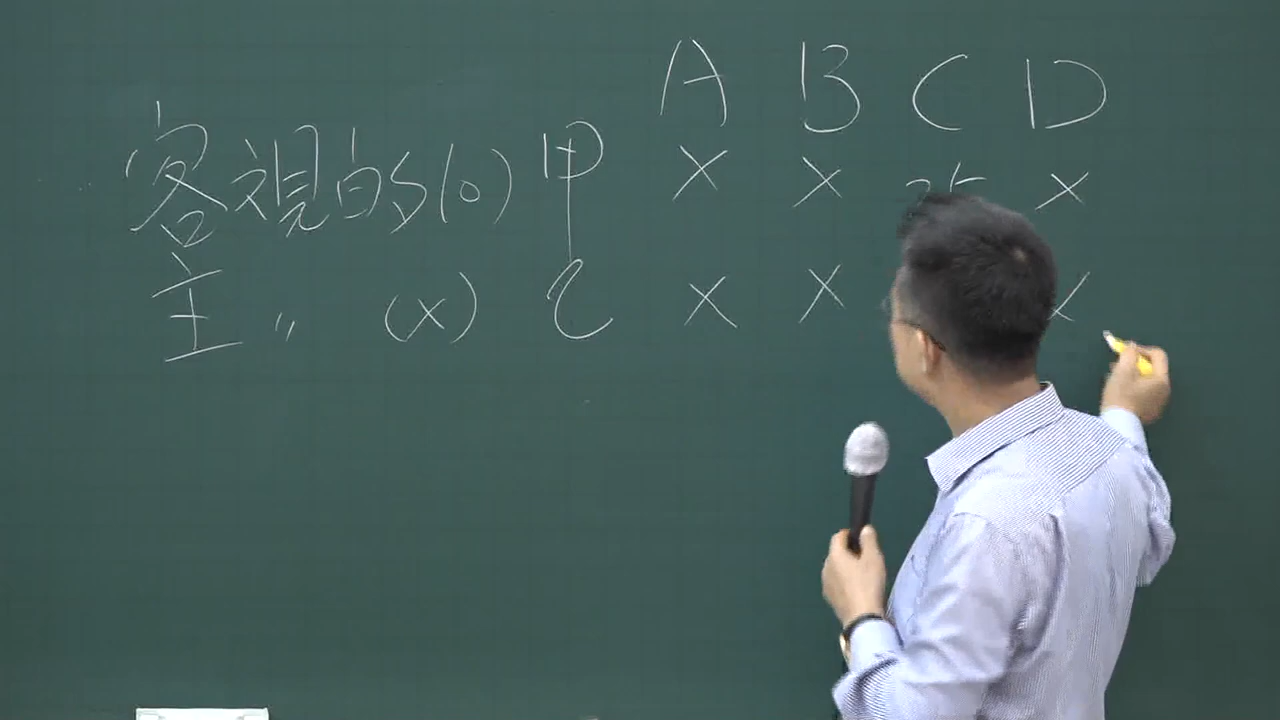 A B C D
客視的(o) 甲 × × ×
主 〃 (×) 乙 × × ×